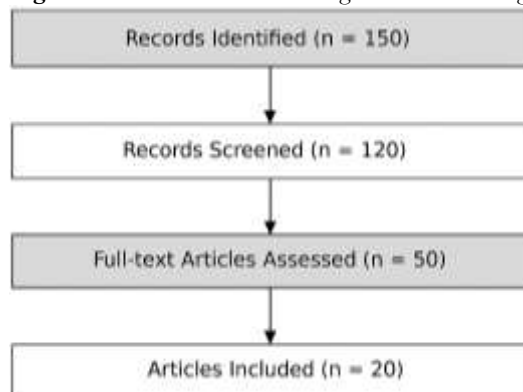 Records Identified (n = 150)
Records Screened (n = 120)
Full-text Articles Assessed (n = 50)
Articles Included (n = 20)